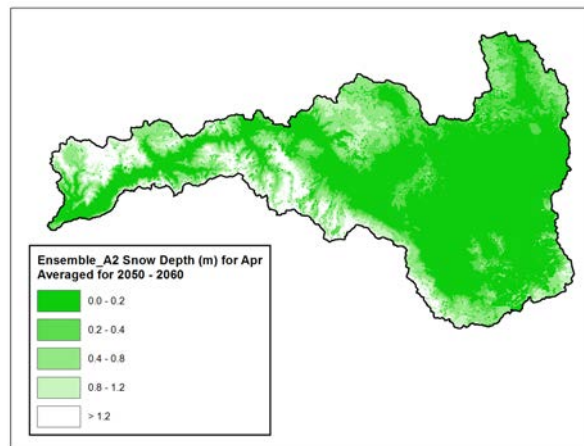 Ensemble_A2 Snow Depth (m) for Apr
Averaged for 2050 - 2060
0.0 - 0.2
0.2 - 0.4
0.4 - 0.8
0.8 - 1.2
> 1.2